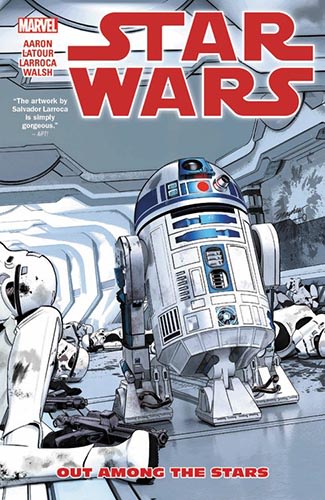 MARVEL
AARON
LATOUR
LARROCA
WALSH
STAR
WARS
"The artwork by
Salvador Larroca
is simply
gorgeous."
– APT!
OUT AMONG THE STARS